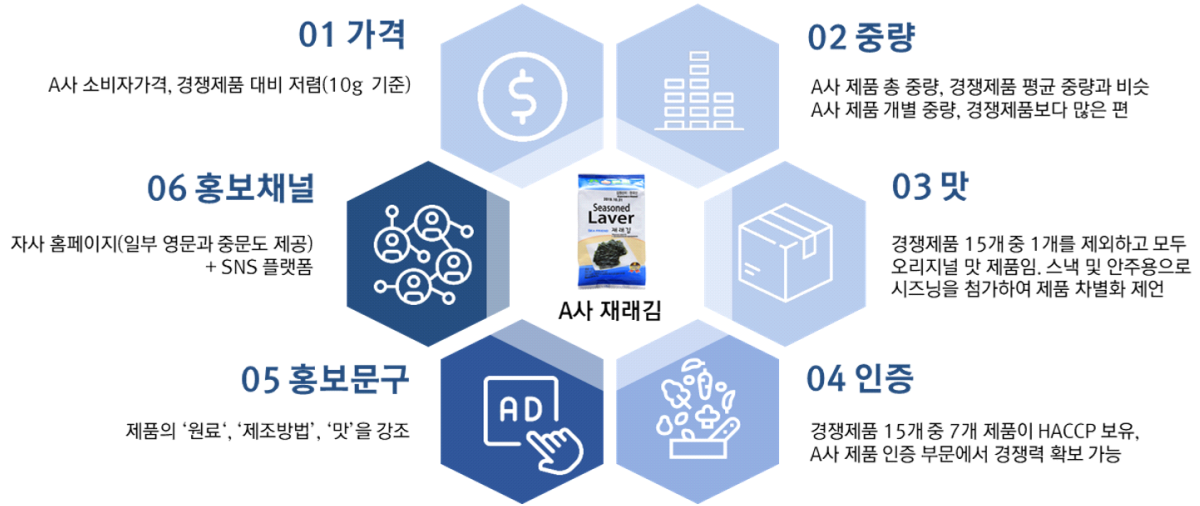 01 가격
A사 소비자가격, 경쟁제품 대비 저렴(10g 기준)
$
02 중량
A사 제품 총 중량, 경쟁제품 평균 중량과 비슷
A사 제품 개별 중량, 경쟁제품보다 많은 편
03 맛
경쟁제품 15개 중 1개를 제외하고 모두
오리지널 맛 제품임. 스낵 및 안주용으로
시즈닝을 첨가하여 제품 차별화 제언
04 인증
경쟁제품 15개 중 7개 제품이 HACCP 보유,
A사 제품 인증 부문에서 경쟁력 확보 가능
05 홍보문구
제품의 ‘원료‘, ‘제조방법’, ‘맛’을 강조
AD
06 홍보채널
자사 홈페이지(일부 영문과 중문도 제공)
+ SNS 플랫폼
Seasoned
Laver
재래김
A사 재래김